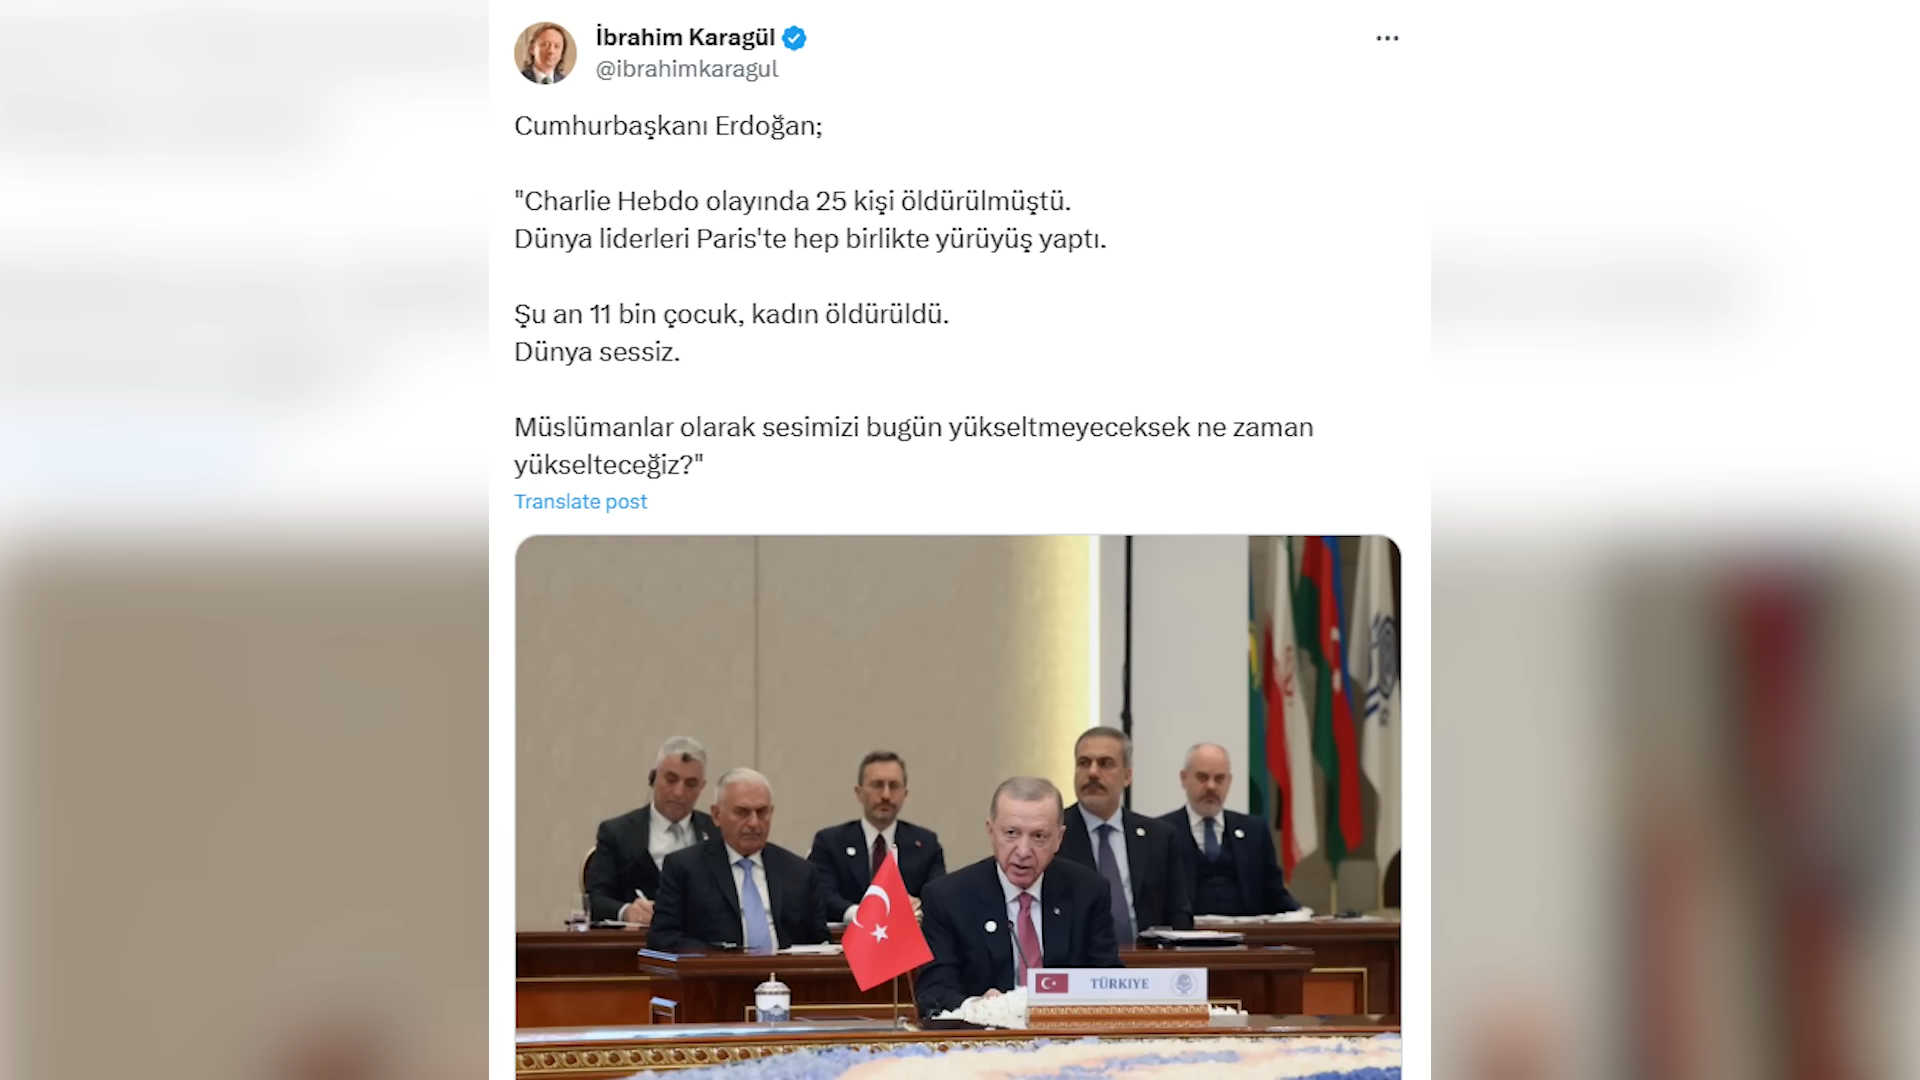 İbrahim Karagül
@ibrahimkaragul
Cumhurbaşkanı Erdoğan;
"Charlie Hebdo olayında 25 kişi öldürülmüştü.
Dünya liderleri Paris'te hep birlikte yürüyüş yaptı.
Şu an 11 bin çocuk, kadın öldürüldü.
Dünya sessiz.
Müslümanlar olarak sesimizi bugün yükseltmeyeceksek ne zaman
yükselteceğiz?"
Translate post
TÜRKIYE